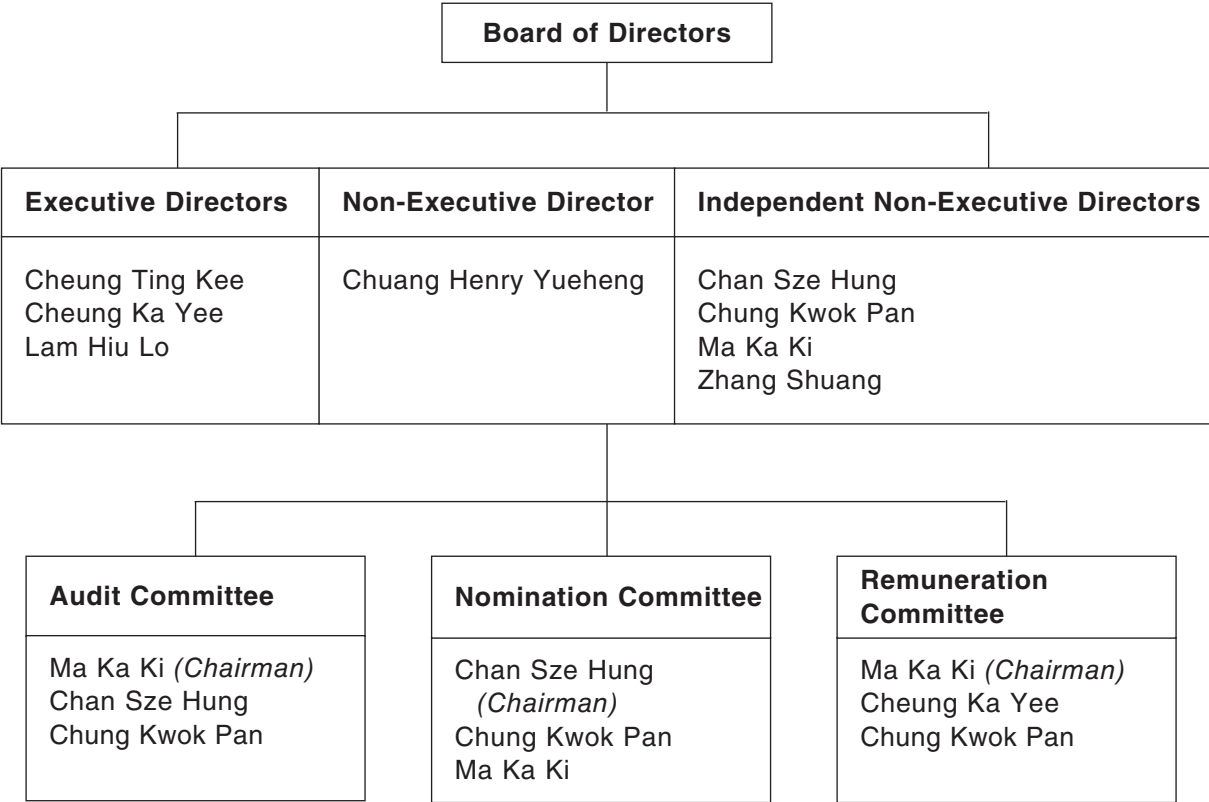 Board of Directors
Executive Directors
Cheung Ting Kee
Cheung Ka Yee
Lam Hiu Lo
Non-Executive Director
Chuang Henry Yueheng
Independent Non-Executive Directors
Chan Sze Hung
Chung Kwok Pan
Ma Ka Ki
Zhang Shuang
Audit Committee
Ma Ka Ki (Chairman)
Chan Sze Hung
Chung Kwok Pan
Nomination Committee
Chan Sze Hung
(Chairman)
Chung Kwok Pan
Ma Ka Ki
Remuneration
Committee
Ma Ka Ki (Chairman)
Cheung Ka Yee
Chung Kwok Pan